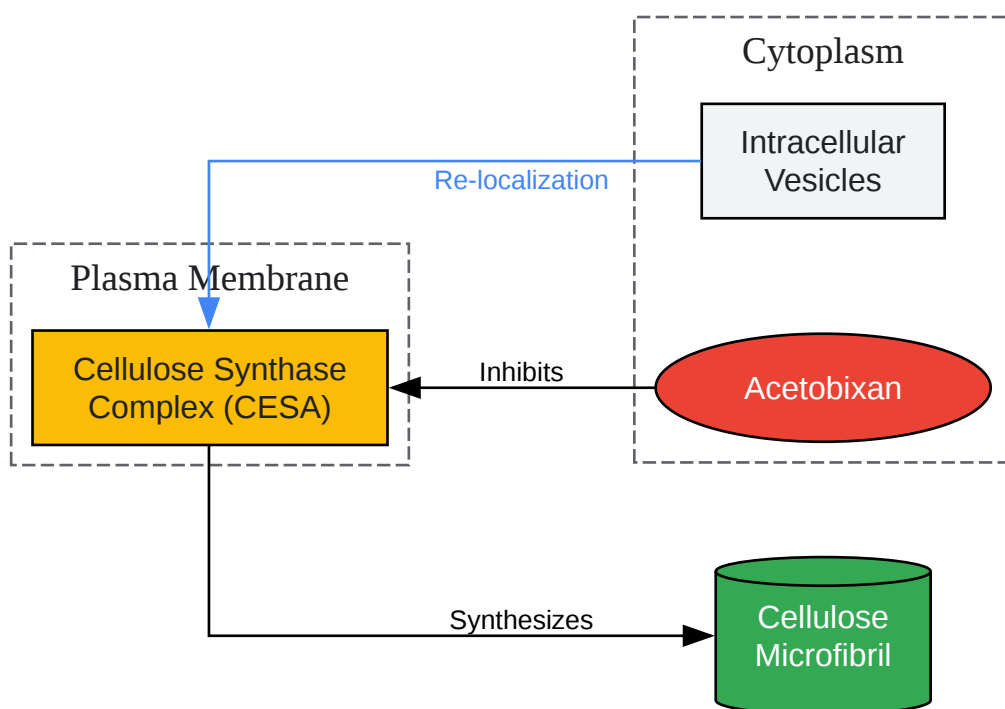 Cytoplasm
Intracellular
Vesicles
Re-localization
Plasma Membrane
Cellulose Synthase
Complex (CESA)
Inhibits
Acetobixan
Synthesizes
Cellulose
Microfibril